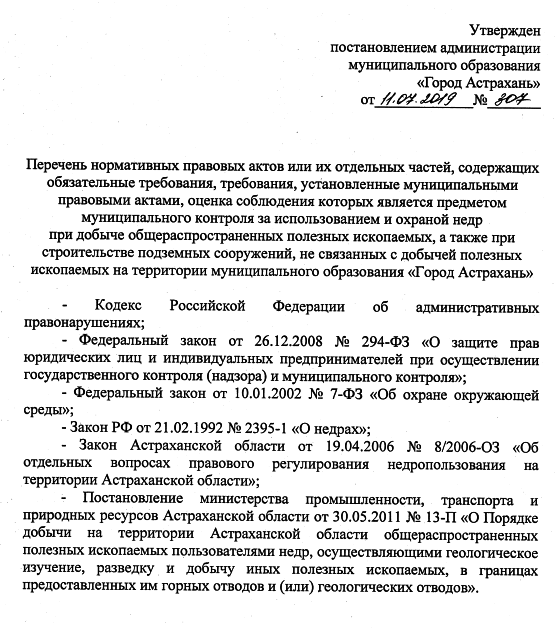 Утвержден
постановлением администрации
муниципального образования
«Город Астрахань»
от 11.07.2019 № 807
Перечень нормативных правовых актов или их отдельных частей, содержащих
обязательные требования, требования, установленные муниципальными
правовыми актами, оценка соблюдения которых является предметом
муниципального контроля за использованием и охраной недр
при добыче общераспространенных полезных ископаемых, а также при
строительстве подземных сооружений, не связанных с добычей полезных
ископаемых на территории муниципального образования «Город Астрахань»
- Кодекс Российской Федерации об административных
правонарушениях;
- Федеральный закон от 26.12.2008 № 294-ФЗ «О защите прав
юридических лиц и индивидуальных предпринимателей при осуществлении
государственного контроля (надзора) и муниципального контроля»;
- Федеральный закон от 10.01.2002 № 7-ФЗ «Об охране окружающей
среды»;
- Закон РФ от 21.02.1992 № 2395-1 «О недрах»;
- Закон Астраханской области от 19.04.2006 № 8/2006-ОЗ «Об
отдельных вопросах правового регулирования недропользования на
территории Астраханской области»;
- Постановление министерства промышленности, транспорта и
природных ресурсов Астраханской области от 30.05.2011 № 13-П «О Порядке
добычи на территории Астраханской области общераспространенных
полезных ископаемых пользователями недр, осуществляющими геологическое
изучение, разведку и добычу иных полезных ископаемых, в границах
предоставленных им горных отводов и (или) геологических отводов».